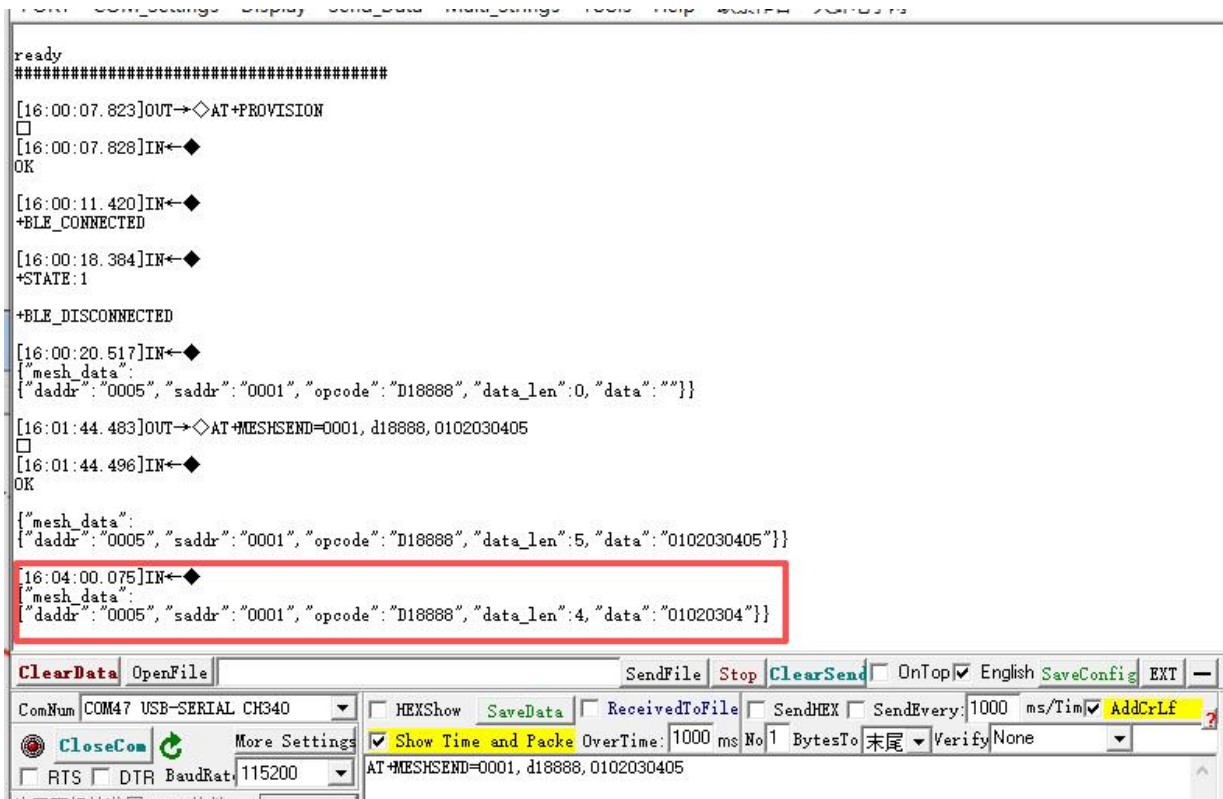 ready
########################################
[16:00:07.823]OUT→◇AT+PROVISION
□
[16:00:07.828]IN←◆
OK
[16:00:11.420]IN←◆
+BLE_CONNECTED
[16:00:18.384]IN←◆
+STATE:1
+BLE_DISCONNECTED
[16:00:20.517]IN←◆
{"mesh_data":
{"daddr":"0005", "saddr":"0001", "opcode":"D18888", "data_len":0, "data":""}}
[16:01:44.483]OUT→◇AT+MESHSEND=0001, d18888, 0102030405
□
[16:01:44.496]IN←◆
OK
{"mesh_data":
{"daddr":"0005", "saddr":"0001", "opcode":"D18888", "data_len":5, "data":"0102030405"}}
[16:04:00.075]IN←◆
{"mesh_data":
{"daddr":"0005", "saddr":"0001", "opcode":"D18888", "data_len":4, "data":"01020304"}}
ClearData OpenFile SendFile Stop ClearSend OnTop English SaveConfig EXT —
ComNum COM47 USB-SERIAL CH340 HEXShow SaveData ReceivedToFile SendHEX SendEvery: 1000 ms/Tim AddCrLf
CloseCom More Settings Show Time and Packe OverTime: 1000 ms No 1 BytesTo 末尾 Verify None ?
RTS DTR BaudRat 115200 AT+MESHSEND=0001, d18888, 0102030405